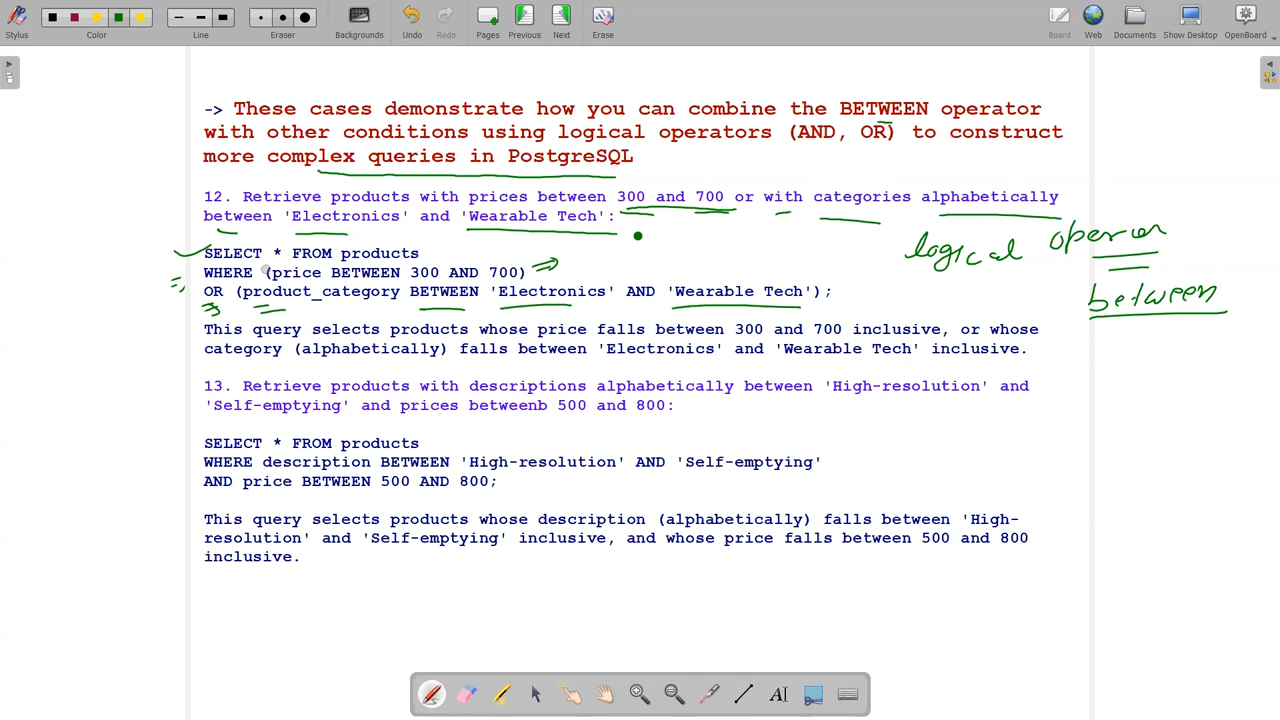 Stylus
Color
Line
Eraser
Backgrounds
Undo
Redo
Pages
Previous
Next
Erase
Board
Web
Documents
Show Desktop
OpenBoard
-> These cases demonstrate how you can combine the BETWEEN operator
with other conditions using logical operators (AND, OR) to construct
more complex queries in PostgreSQL
12. Retrieve products with prices between 300 and 700 or with categories alphabetically
between 'Electronics' and 'Wearable Tech':
logical operator
between
SELECT * FROM products
WHERE (price BETWEEN 300 AND 700)
OR (product_category BETWEEN 'Electronics' AND 'Wearable Tech');
This query selects products whose price falls between 300 and 700 inclusive, or whose
category (alphabetically) falls between 'Electronics' and 'Wearable Tech' inclusive.
13. Retrieve products with descriptions alphabetically between 'High-resolution' and
'Self-emptying' and prices betweenb 500 and 800:
SELECT * FROM products
WHERE description BETWEEN 'High-resolution' AND 'Self-emptying'
AND price BETWEEN 500 AND 800;
This query selects products whose description (alphabetically) falls between 'High-
resolution' and 'Self-emptying' inclusive, and whose price falls between 500 and 800
inclusive.